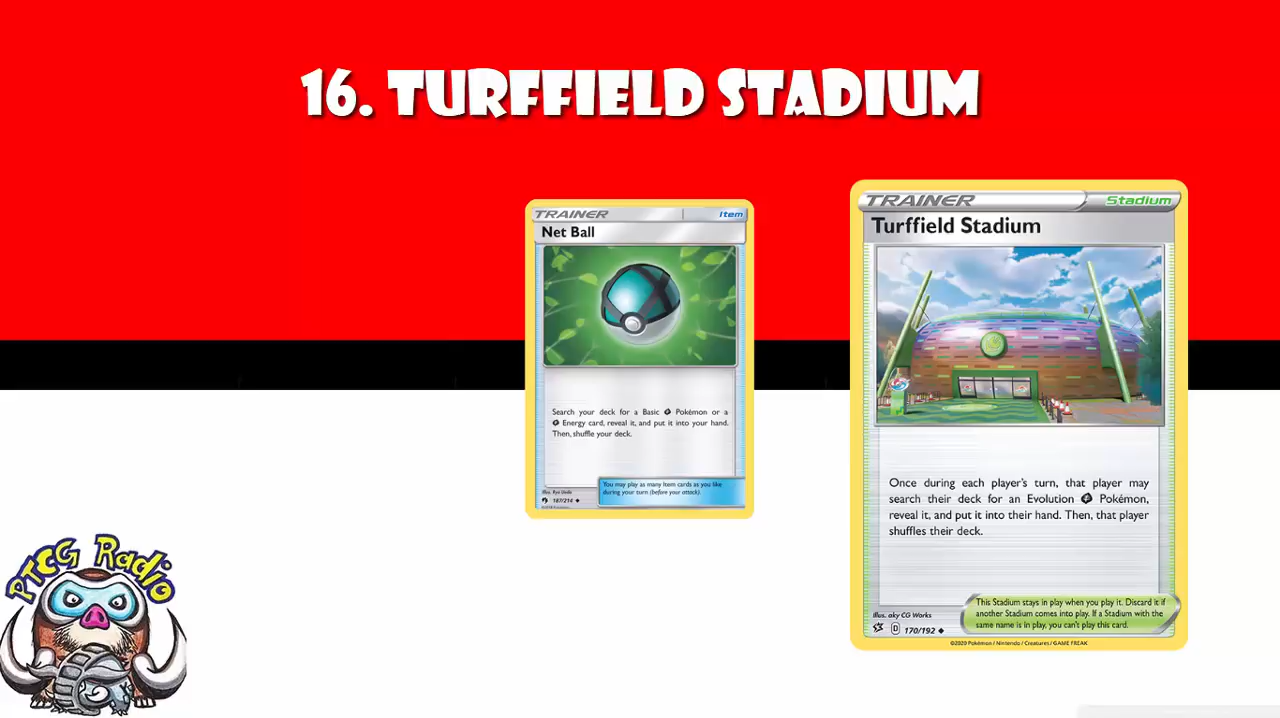 16. TURFFIELD STADIUM
TRAINER
Item
Net Ball
Search your deck for a Basic Pokémon or a
Energy card, reveal it, and put it into your hand.
Then, shuffle your deck.
You may play as many Item cards as you like
during your turn (before your attack).
Illus. Ryo Ueda
187/214
TRAINER
Stadium
Turffield Stadium
Once during each player's turn, that player may
search their deck for an Evolution Pokémon,
reveal it, and put it into their hand. Then, that player
shuffles their deck.
This Stadium stays in play when you play it. Discard it if
another Stadium comes into play. If a Stadium with the
same name is in play, you can't play this card.
Illus. aky CG Works
D 170/192
©2020 Pokémon / Nintendo / Creatures / GAME FREAK
PTCG Radio